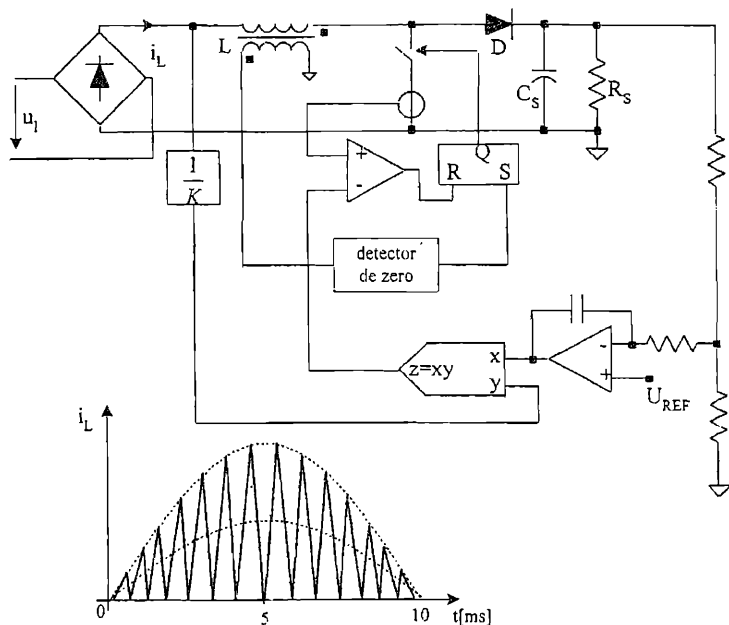 i_L
L
D
C_S
R_S
u_1
1
K
+
-
Q
R S
detector
de zero
z=xy
x
y
-
+
U_REF
i_L
0
5
10
t[ms]